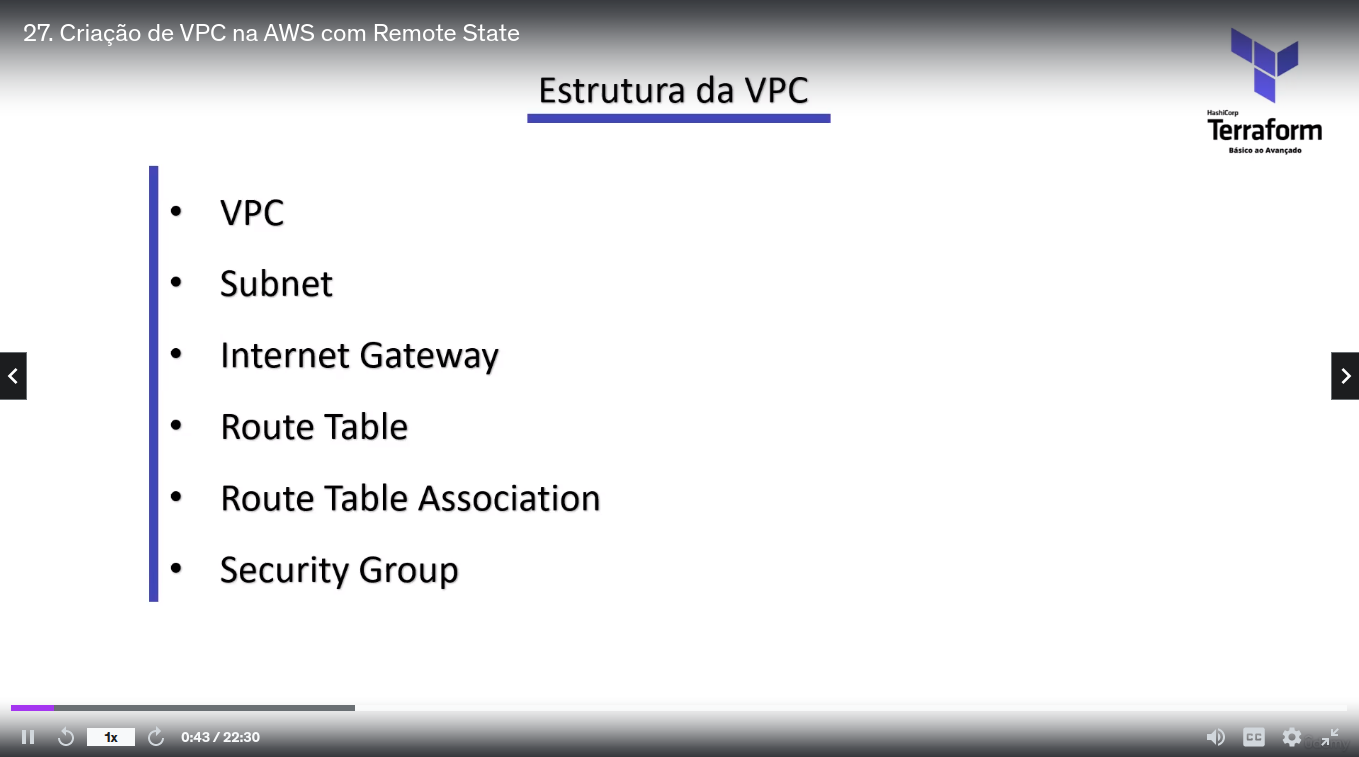 27. Criação de VPC na AWS com Remote State
Estrutura da VPC
HashiCorp
Terraform
Básico ao Avançado
• VPC
• Subnet
• Internet Gateway
• Route Table
• Route Table Association
• Security Group
1x
0:43 / 22:30
CC